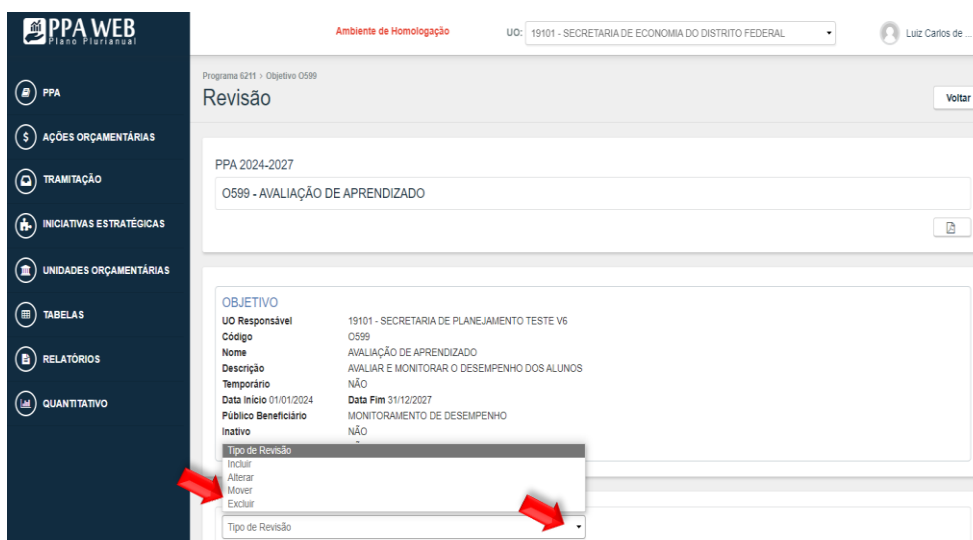 PPA WEB
Plano Plurianual
Ambiente de Homologação
UO: 19101 - SECRETARIA DE ECONOMIA DO DISTRITO FEDERAL
Luiz Carlos de ...
PPA
AÇÕES ORÇAMENTÁRIAS
TRAMITAÇÃO
INICIATIVAS ESTRATÉGICAS
UNIDADES ORÇAMENTÁRIAS
TABELAS
RELATÓRIOS
QUANTITATIVO
Programa 6211 › Objetivo O599
Revisão
Voltar
PPA 2024-2027
O599 - AVALIAÇÃO DE APRENDIZADO
OBJETIVO
UO Responsável 19101 - SECRETARIA DE PLANEJAMENTO TESTE V6
Código O599
Nome AVALIAÇÃO DE APRENDIZADO
Descrição AVALIAR E MONITORAR O DESEMPENHO DOS ALUNOS
Temporário NÃO
Data Início 01/01/2024 Data Fim 31/12/2027
Público Beneficiário MONITORAMENTO DE DESEMPENHO
Inativo NÃO
Tipo de Revisão
Incluir
Alterar
Mover
Excluir
Tipo de Revisão